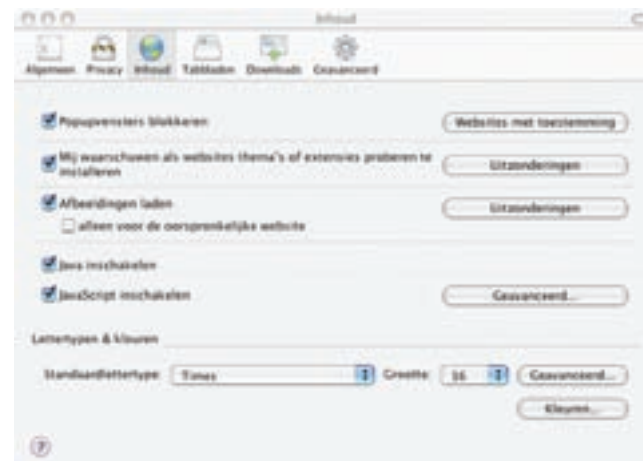 Inhoud
Algemeen Privacy Inhoud Tabbladen Downloads Geavanceerd
Popupvensters blokkeren Websites met toestemming
Mij waarschuwen als websites thema's of extensies proberen te installeren Uitzonderingen
Afbeeldingen laden Uitzonderingen
alleen voor de oorspronkelijke website
Java inschakelen
JavaScript inschakelen Geavanceerd...
Lettertypen & kleuren
Standaardlettertype: Times Grootte: 16 Geavanceerd...
Kleuren...
?